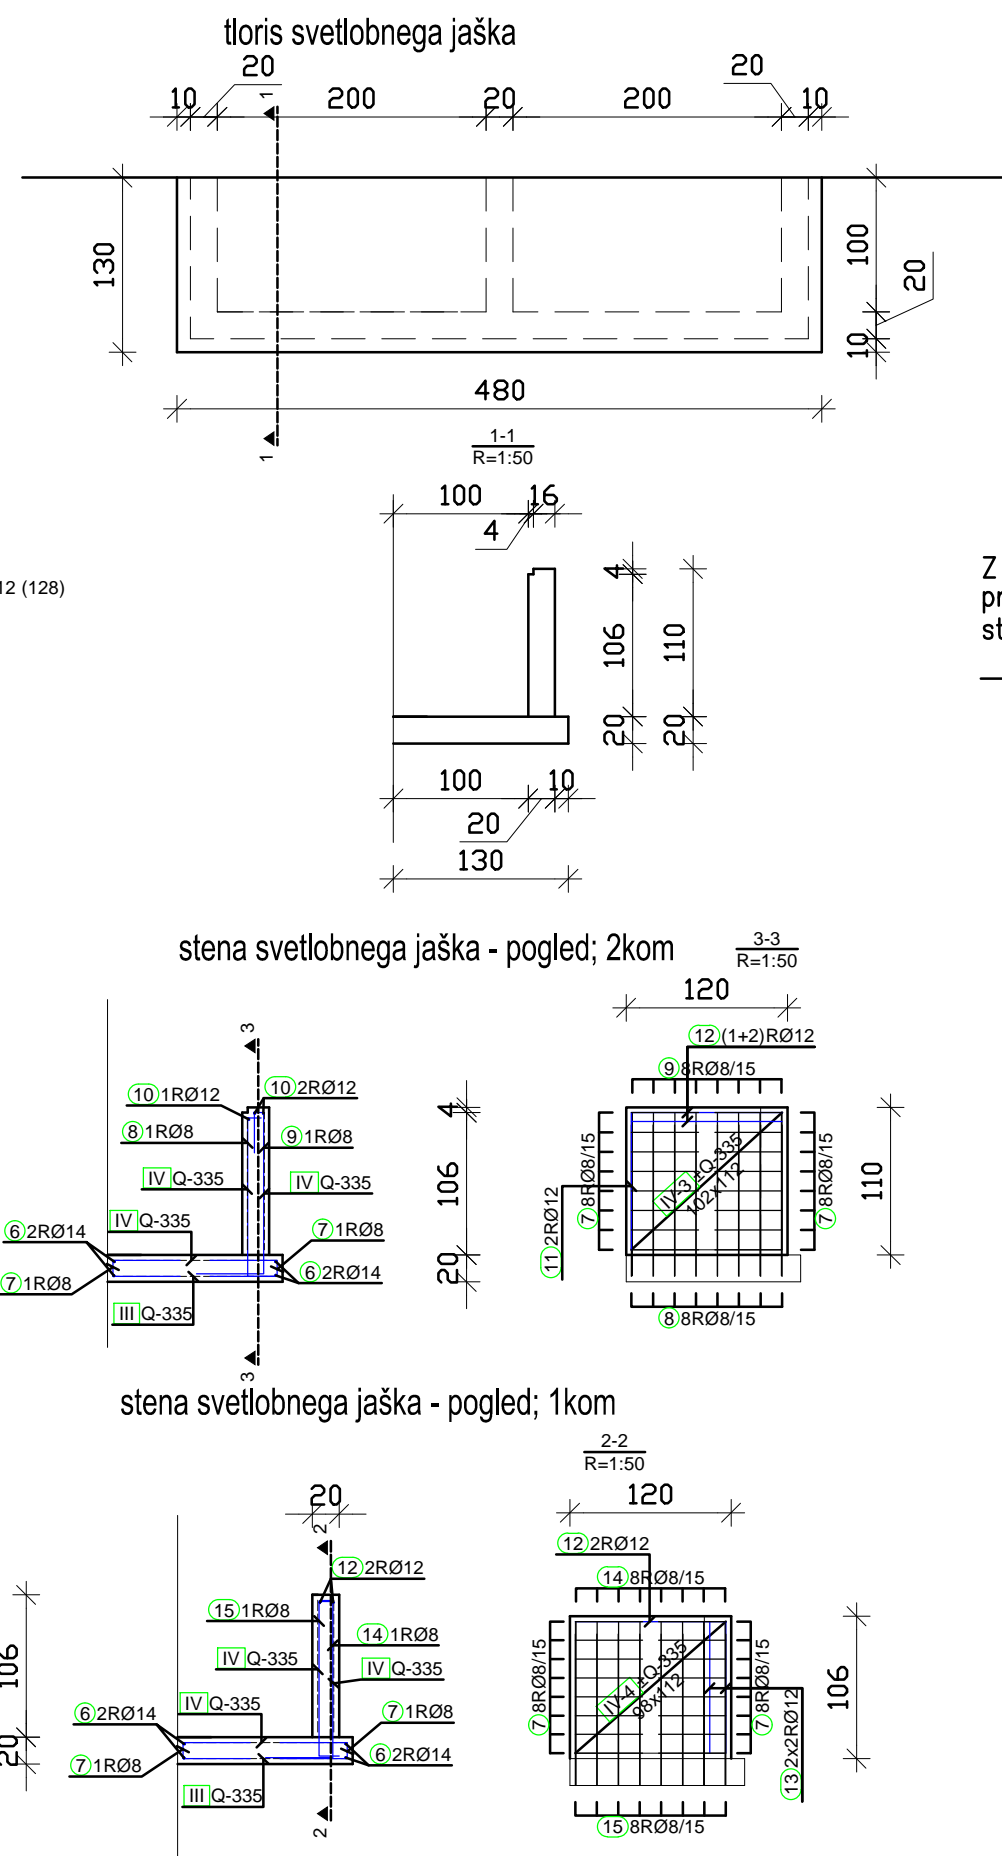 tloris svetlobnega jaška
20
20
10
200
20
200
10
1
130
100
20
10
480
1
1-1
R=1:50
100
16
4
12 (128)
4
106
110
20
20
Z
pr
st
100
10
20
130
stena svetlobnega jaška - pogled; 2kom
3-3
R=1:50
120
12 (1+2)RØ12
9 8RØ8/15
3
10 1RØ12
10 2RØ12
8 1RØ8
9 1RØ8
IV Q-335
IV Q-335
IV Q-335
6 2RØ14
7 1RØ8
7 1RØ8
6 2RØ14
III Q-335
3
4
106
20
7 8RØ8/15
IV-3 ±Q-335
102x112
7 8RØ8/15
110
11 2RØ12
8 8RØ8/15
stena svetlobnega jaška - pogled; 1kom
2-2
R=1:50
20
120
2
12 2RØ12
12 2RØ12
14 8RØ8/15
15 1RØ8
14 1RØ8
IV Q-335
IV Q-335
IV Q-335
6 2RØ14
7 1RØ8
7 1RØ8
6 2RØ14
III Q-335
2
106
20
7 8RØ8/15
IV-4 ±Q-335
98x112
7 8RØ8/15
106
13 2x2RØ12
15 8RØ8/15